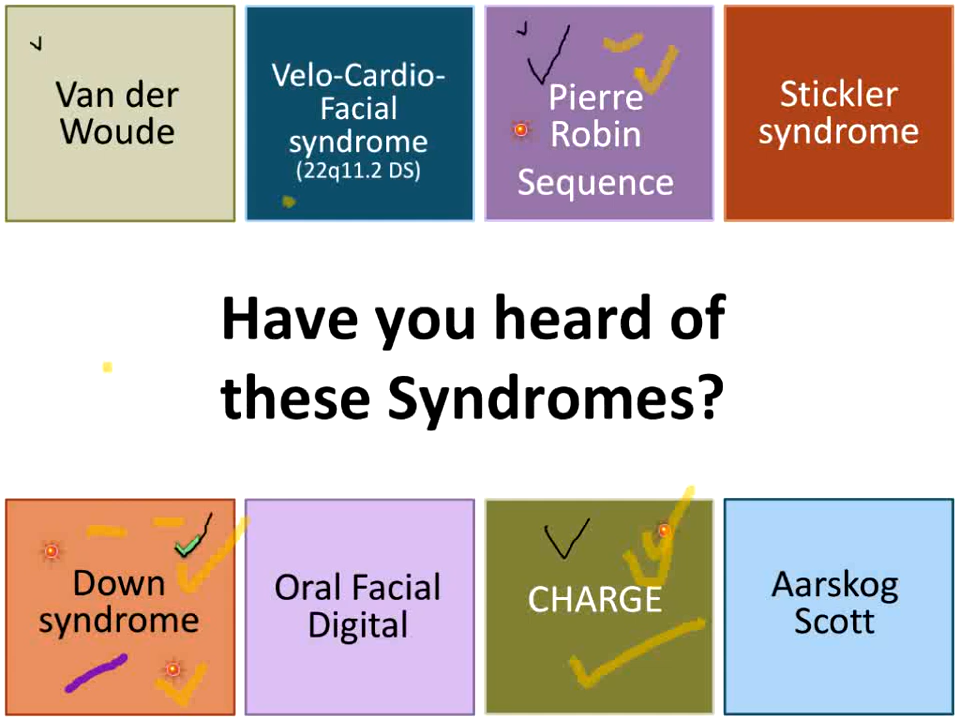 Van der
Woude
Velo-Cardio-
Facial
syndrome
(22q11.2 DS)
Pierre
Robin
Sequence
Stickler
syndrome
Have you heard of
these Syndromes?
Down
syndrome
Oral Facial
Digital
CHARGE
Aarskog
Scott